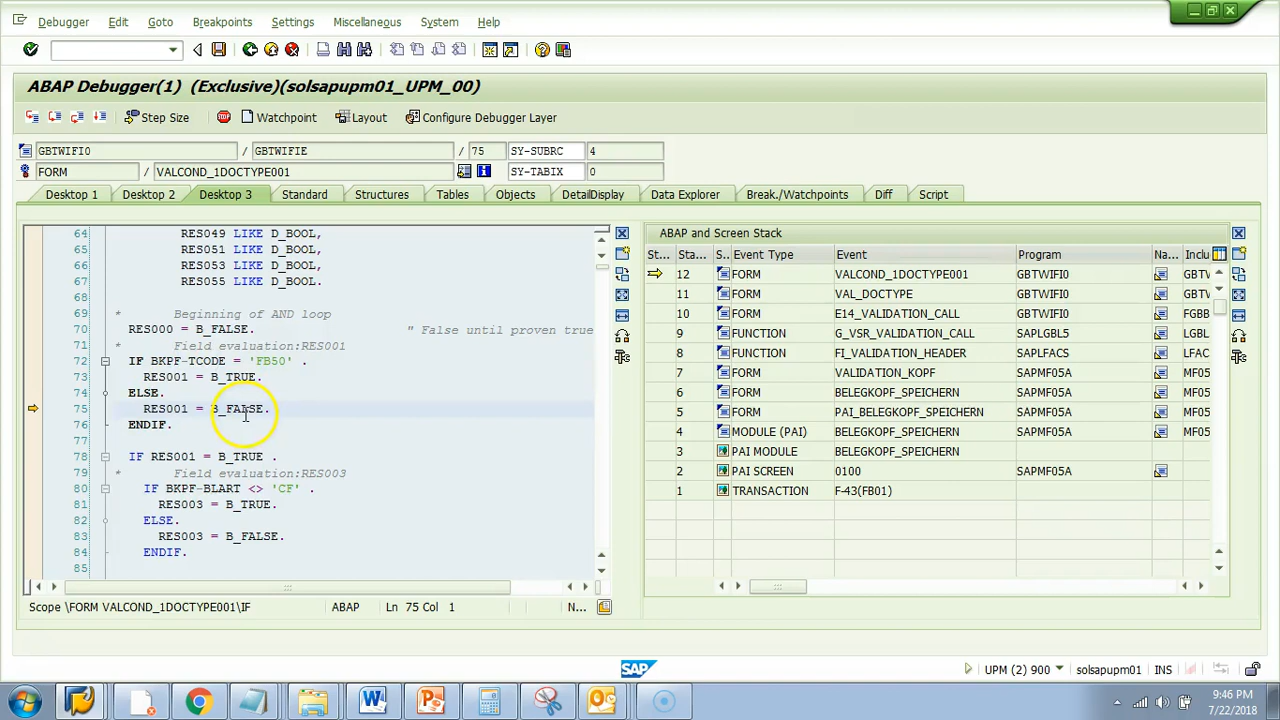 Debugger Edit Goto Breakpoints Settings Miscellaneous System Help
ABAP Debugger(1) (Exclusive)(solsapupm01_UPM_00)
Step Size Watchpoint Layout Configure Debugger Layer
GBTWIFI0 / GBTWIFIE / 75 SY-SUBRC 4
FORM / VALCOND_1DOCTYPE001 SY-TABIX 0
Desktop 1 Desktop 2 Desktop 3 Standard Structures Tables Objects DetailDisplay Data Explorer Break./Watchpoints Diff Script
64 RES049 LIKE D_BOOL,
65 RES051 LIKE D_BOOL,
66 RES053 LIKE D_BOOL,
67 RES055 LIKE D_BOOL.
68
69 * Beginning of AND loop
70 RES000 = B_FALSE. " False until proven true
71 * Field evaluation:RES001
72 IF BKPF-TCODE = 'FB50' .
73 RES001 = B_TRUE.
74 ELSE.
75 RES001 = B_FALSE.
76 ENDIF.
77
78 IF RES001 = B_TRUE .
79 * Field evaluation:RES003
80 IF BKPF-BLART <> 'CF' .
81 RES003 = B_TRUE.
82 ELSE.
83 RES003 = B_FALSE.
84 ENDIF.
85
Scope \FORM VALCOND_1DOCTYPE001\IF ABAP Ln 75 Col 1 N...
ABAP and Screen Stack
St... Sta... S.. Event Type Event Program Na... Inclu
12 FORM VALCOND_1DOCTYPE001 GBTWIFI0 GBTV
11 FORM VAL_DOCTYPE GBTWIFI0 GBTV
10 FORM E14_VALIDATION_CALL GBTWIFI0 FGBB
9 FUNCTION G_VSR_VALIDATION_CALL SAPLGBL5 LGBL
8 FUNCTION FI_VALIDATION_HEADER SAPLFACS LFAC
7 FORM VALIDATION_KOPF SAPMF05A MF05
6 FORM BELEGKOPF_SPEICHERN SAPMF05A MF05
5 FORM PAI_BELEGKOPF_SPEICHERN SAPMF05A MF05
4 MODULE (PAI) BELEGKOPF_SPEICHERN SAPMF05A MF05
3 PAI MODULE BELEGKOPF_SPEICHERN
2 PAI SCREEN 0100 SAPMF05A
1 TRANSACTION F-43(FB01)
SAP
UPM (2) 900 solsapupm01 INS
9:46 PM
7/22/2018